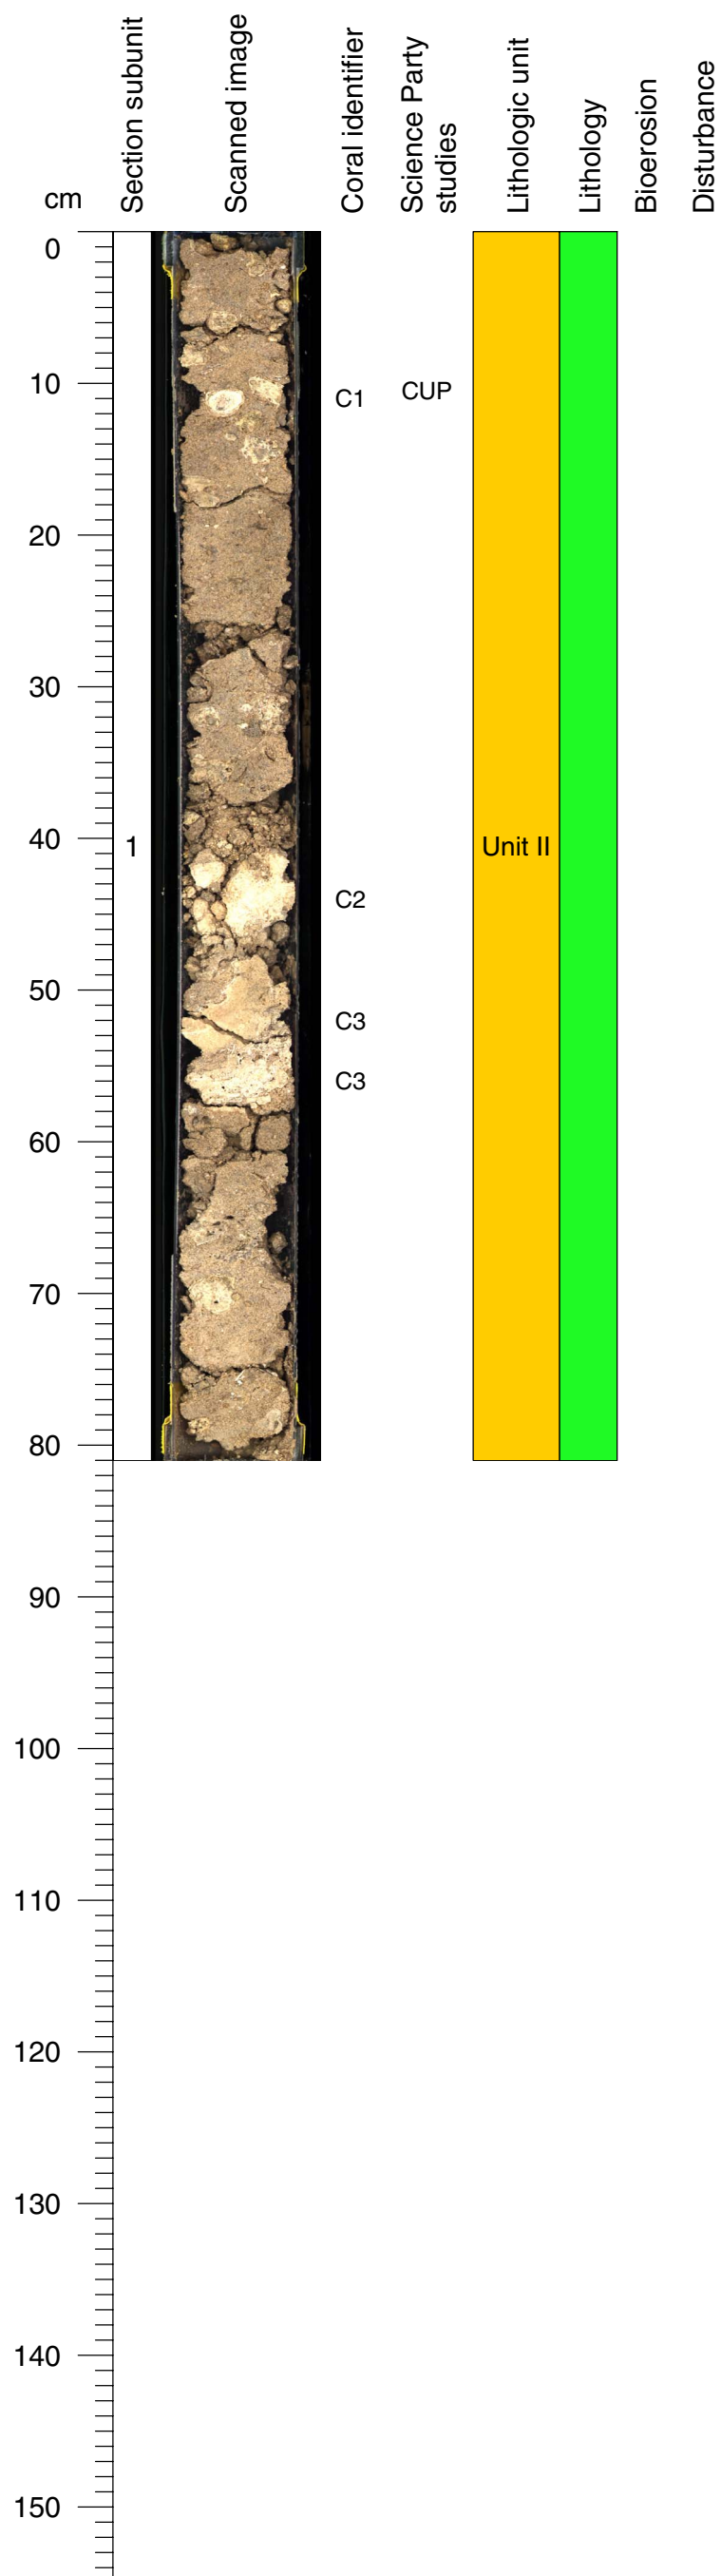 cm
Section subunit
Scanned image
Coral identifier
Science Party
studies
Lithologic unit
Lithology
Bioerosion
Disturbance
0
10
C1
CUP
20
30
40
1
Unit II
C2
50
C3
C3
60
70
80
90
100
110
120
130
140
150